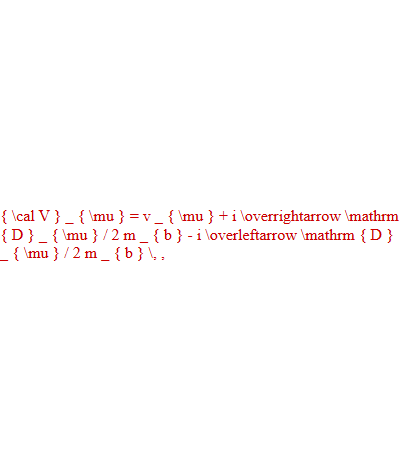 { \cal V } _ { \mu } = v _ { \mu } + i \overrightarrow \mathrm
{ D } _ { \mu } / 2 m _ { b } - i \overleftarrow \mathrm { D }
_ { \mu } / 2 m _ { b } \, ,